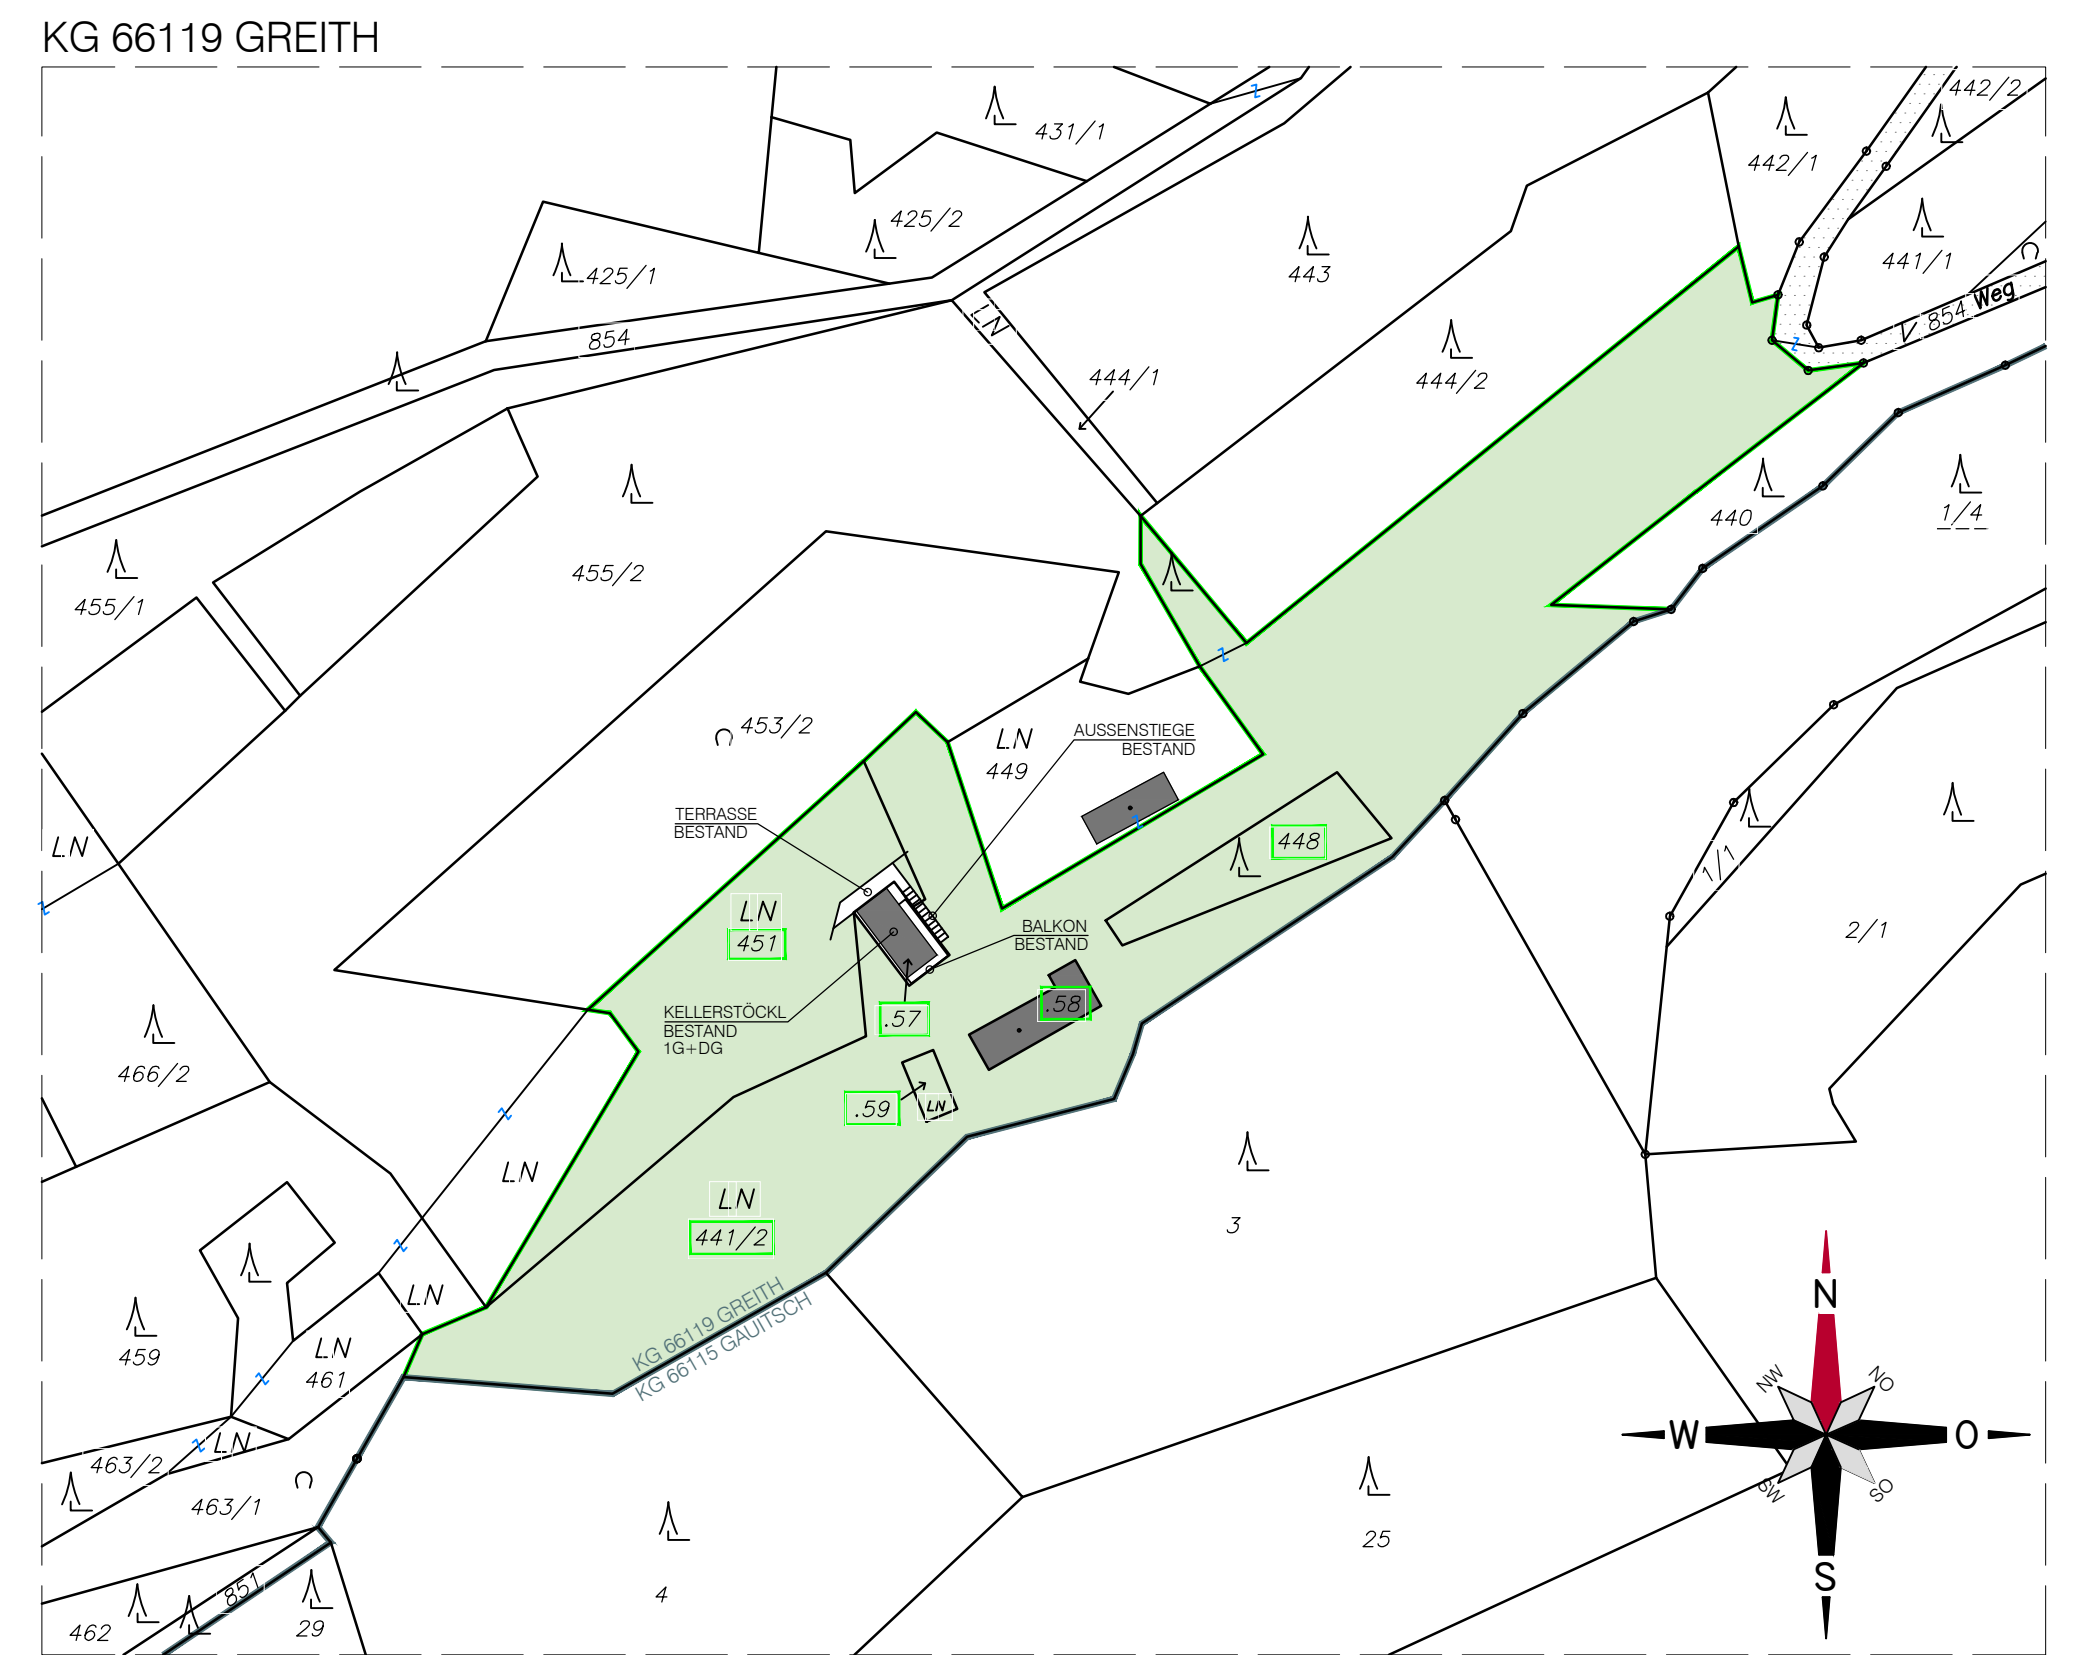 KG 66119 GREITH
442/2
431/1
442/1
425/2
441/1
443
425/1
Weg
854
LN
854
444/1
444/2
440
1/4
455/2
455/1
453/2
AUSSENSTIEGE
BESTAND
LN
449
TERRASSE
BESTAND
448
LN
1/1
LN
451
2/1
BALKON
BESTAND
.58
KELLERSTÖCKL
BESTAND
1G+DG
.57
466/2
.59
LN
LN
LN
441/2
3
KG 66119 GREITH
KG 66115 GAUITSCH
LN
N
LN
459
461
NW
NO
W
O
LN
463/2
SW
SO
463/1
25
S
851
4
462
29